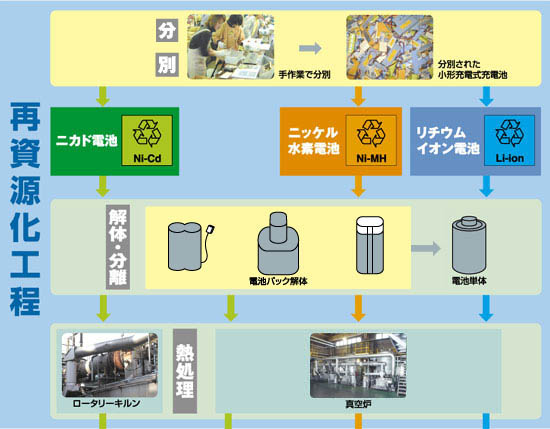 再資源化工程
分別
手作業で分別
分別された
小形充電式充電池
ニカド電池
Ni-Cd
ニッケル
水素電池
Ni-MH
リチウム
イオン電池
Li-ion
解体・分離
電池パック解体
電池単体
熱処理
ロータリーキルン
真空炉